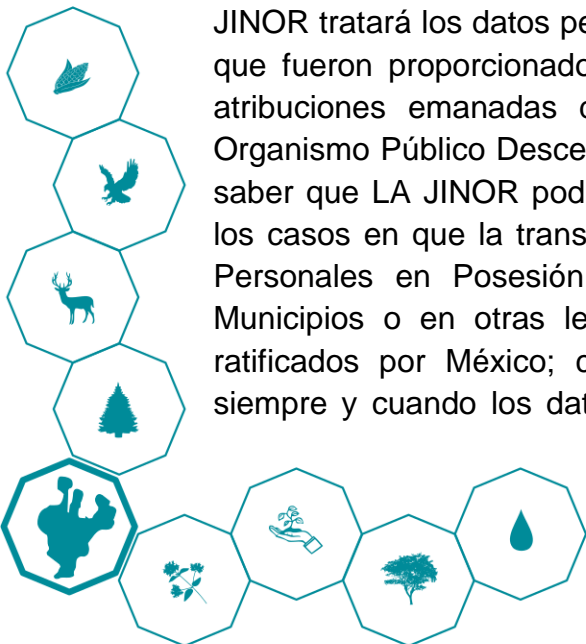 JINOR tratará los datos pe
que fueron proporcionado
atribuciones emanadas
Organismo Público Desce
saber que LA JINOR pod
los casos en que la trans
Personales en Posesión
Municipios o en otras le
ratificados por México;
siempre y cuando los dat